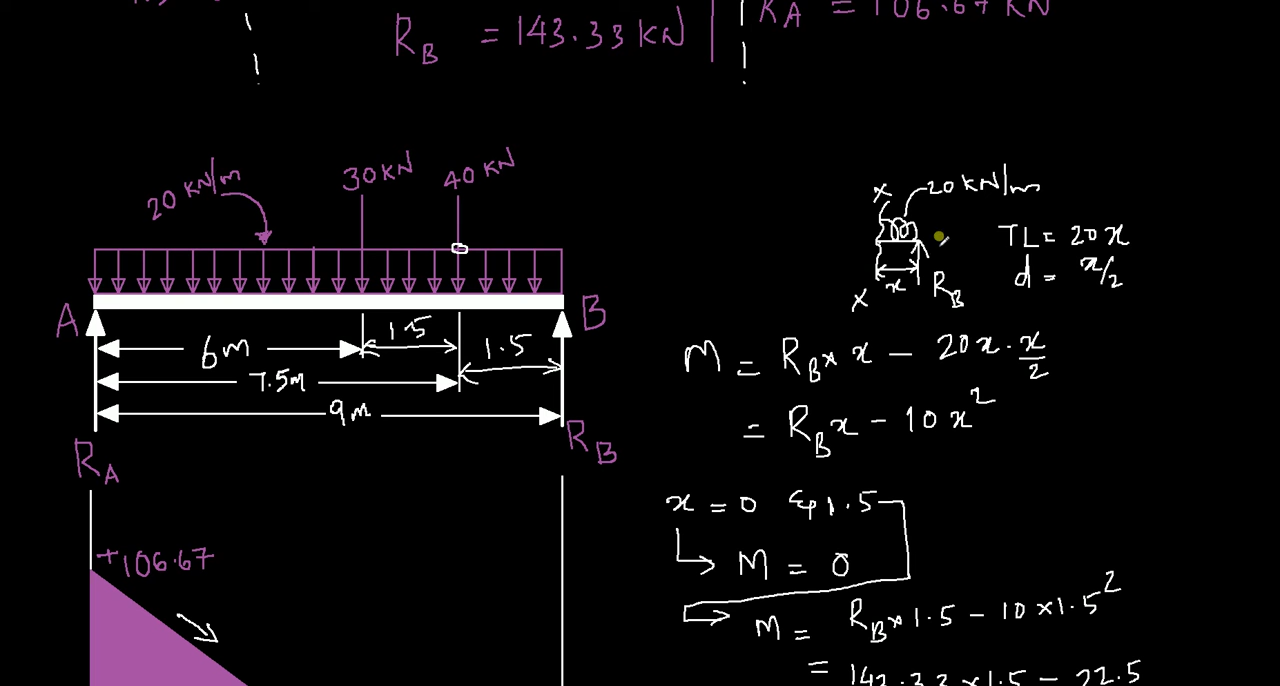 R_B = 143.33 KN
R_A = 106.67 KN
20 KN/m
30 KN
40 KN
A
B
6m
1.5
1.5
7.5m
9m
R_A
R_B
+106.67
X
20 KN/m
x
R_B
X
TL = 20x
d = x/2
M = R_B * x - 20x · x/2
= R_B x - 10x²
x = 0 & 1.5
M = 0
M = R_B * 1.5 - 10 × 1.5²
= 143.33 × 1.5 - 22.5